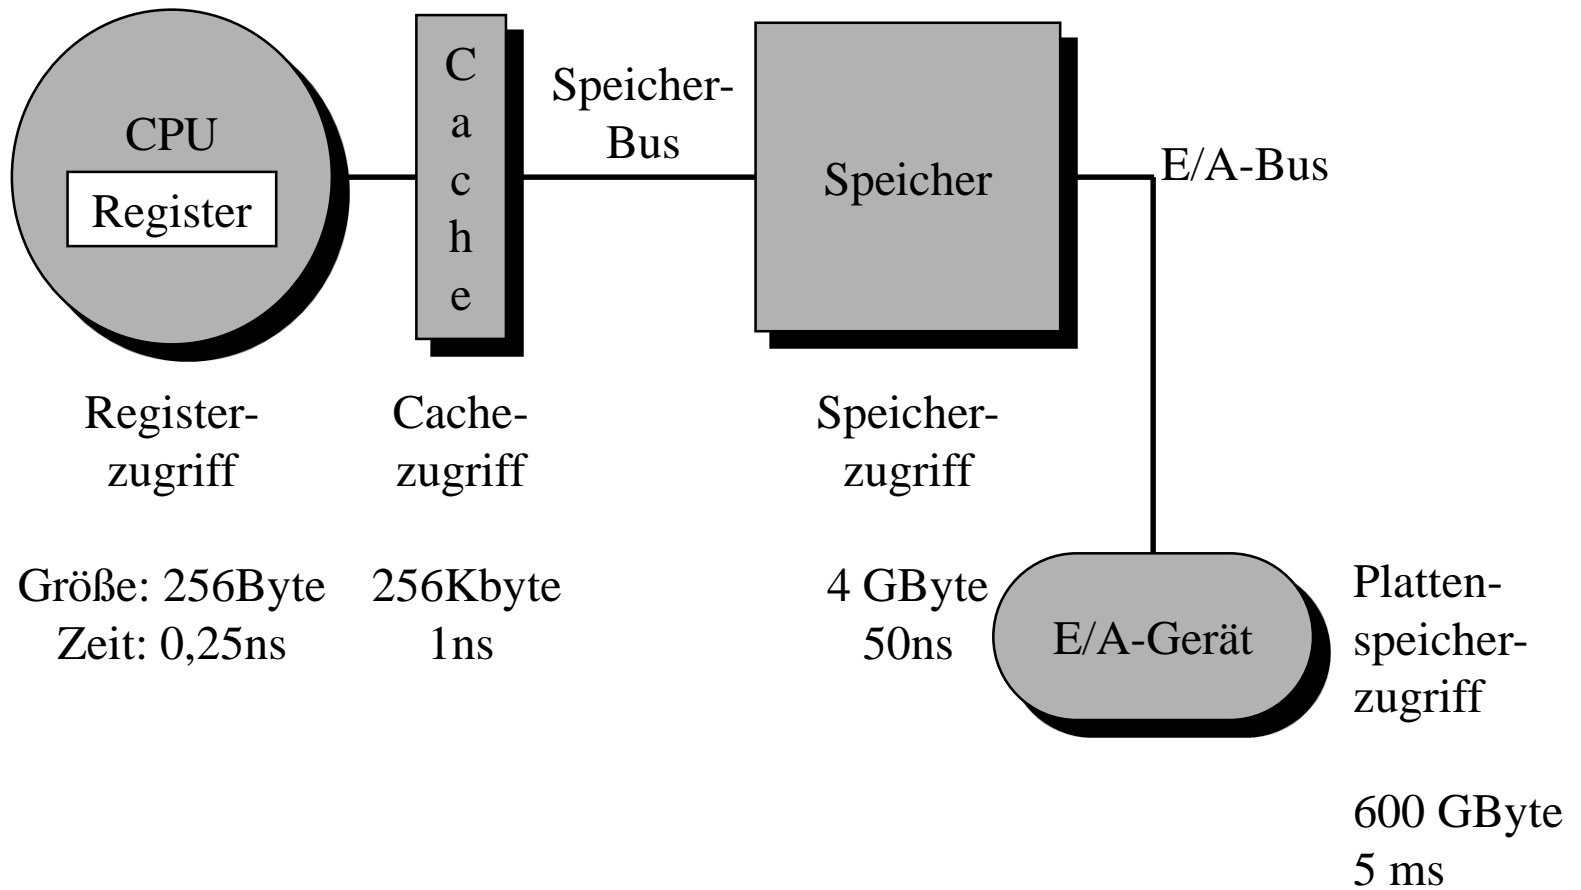 CPU
Register
C
a
c
h
e
Speicher-
Bus
Speicher
E/A-Bus
Register-
zugriff
Cache-
zugriff
Speicher-
zugriff
Größe: 256Byte
Zeit: 0,25ns
256Kbyte
1ns
4 GByte
50ns
E/A-Gerät
Platten-
speicher-
zugriff
600 GByte
5 ms